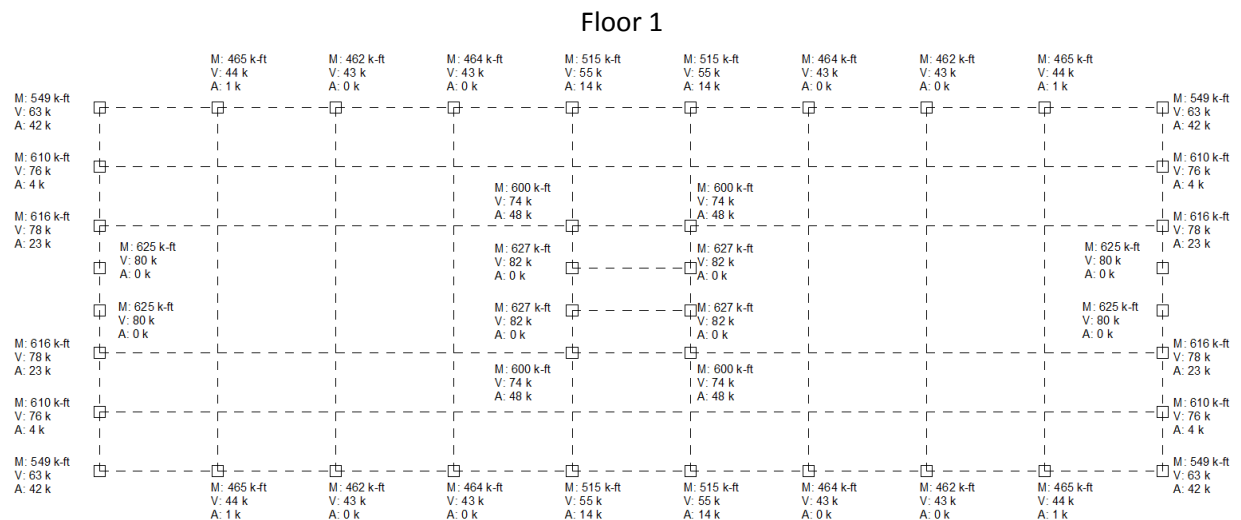 Floor 1
M: 465 k-ft
V: 44 k
A: 1 k
M: 462 k-ft
V: 43 k
A: 0 k
M: 464 k-ft
V: 43 k
A: 0 k
M: 515 k-ft
V: 55 k
A: 14 k
M: 515 k-ft
V: 55 k
A: 14 k
M: 464 k-ft
V: 43 k
A: 0 k
M: 462 k-ft
V: 43 k
A: 0 k
M: 465 k-ft
V: 44 k
A: 1 k
M: 549 k-ft
V: 63 k
A: 42 k
M: 549 k-ft
V: 63 k
A: 42 k
M: 610 k-ft
V: 76 k
A: 4 k
M: 610 k-ft
V: 76 k
A: 4 k
M: 600 k-ft
V: 74 k
A: 48 k
M: 600 k-ft
V: 74 k
A: 48 k
M: 616 k-ft
V: 78 k
A: 23 k
M: 616 k-ft
V: 78 k
A: 23 k
M: 625 k-ft
V: 80 k
A: 0 k
M: 627 k-ft
V: 82 k
A: 0 k
M: 627 k-ft
V: 82 k
A: 0 k
M: 625 k-ft
V: 80 k
A: 0 k
M: 625 k-ft
V: 80 k
A: 0 k
M: 627 k-ft
V: 82 k
A: 0 k
M: 627 k-ft
V: 82 k
A: 0 k
M: 625 k-ft
V: 80 k
A: 0 k
M: 616 k-ft
V: 78 k
A: 23 k
M: 616 k-ft
V: 78 k
A: 23 k
M: 600 k-ft
V: 74 k
A: 48 k
M: 600 k-ft
V: 74 k
A: 48 k
M: 610 k-ft
V: 76 k
A: 4 k
M: 610 k-ft
V: 76 k
A: 4 k
M: 549 k-ft
V: 63 k
A: 42 k
M: 549 k-ft
V: 63 k
A: 42 k
M: 465 k-ft
V: 44 k
A: 1 k
M: 462 k-ft
V: 43 k
A: 0 k
M: 464 k-ft
V: 43 k
A: 0 k
M: 515 k-ft
V: 55 k
A: 14 k
M: 515 k-ft
V: 55 k
A: 14 k
M: 464 k-ft
V: 43 k
A: 0 k
M: 462 k-ft
V: 43 k
A: 0 k
M: 465 k-ft
V: 44 k
A: 1 k